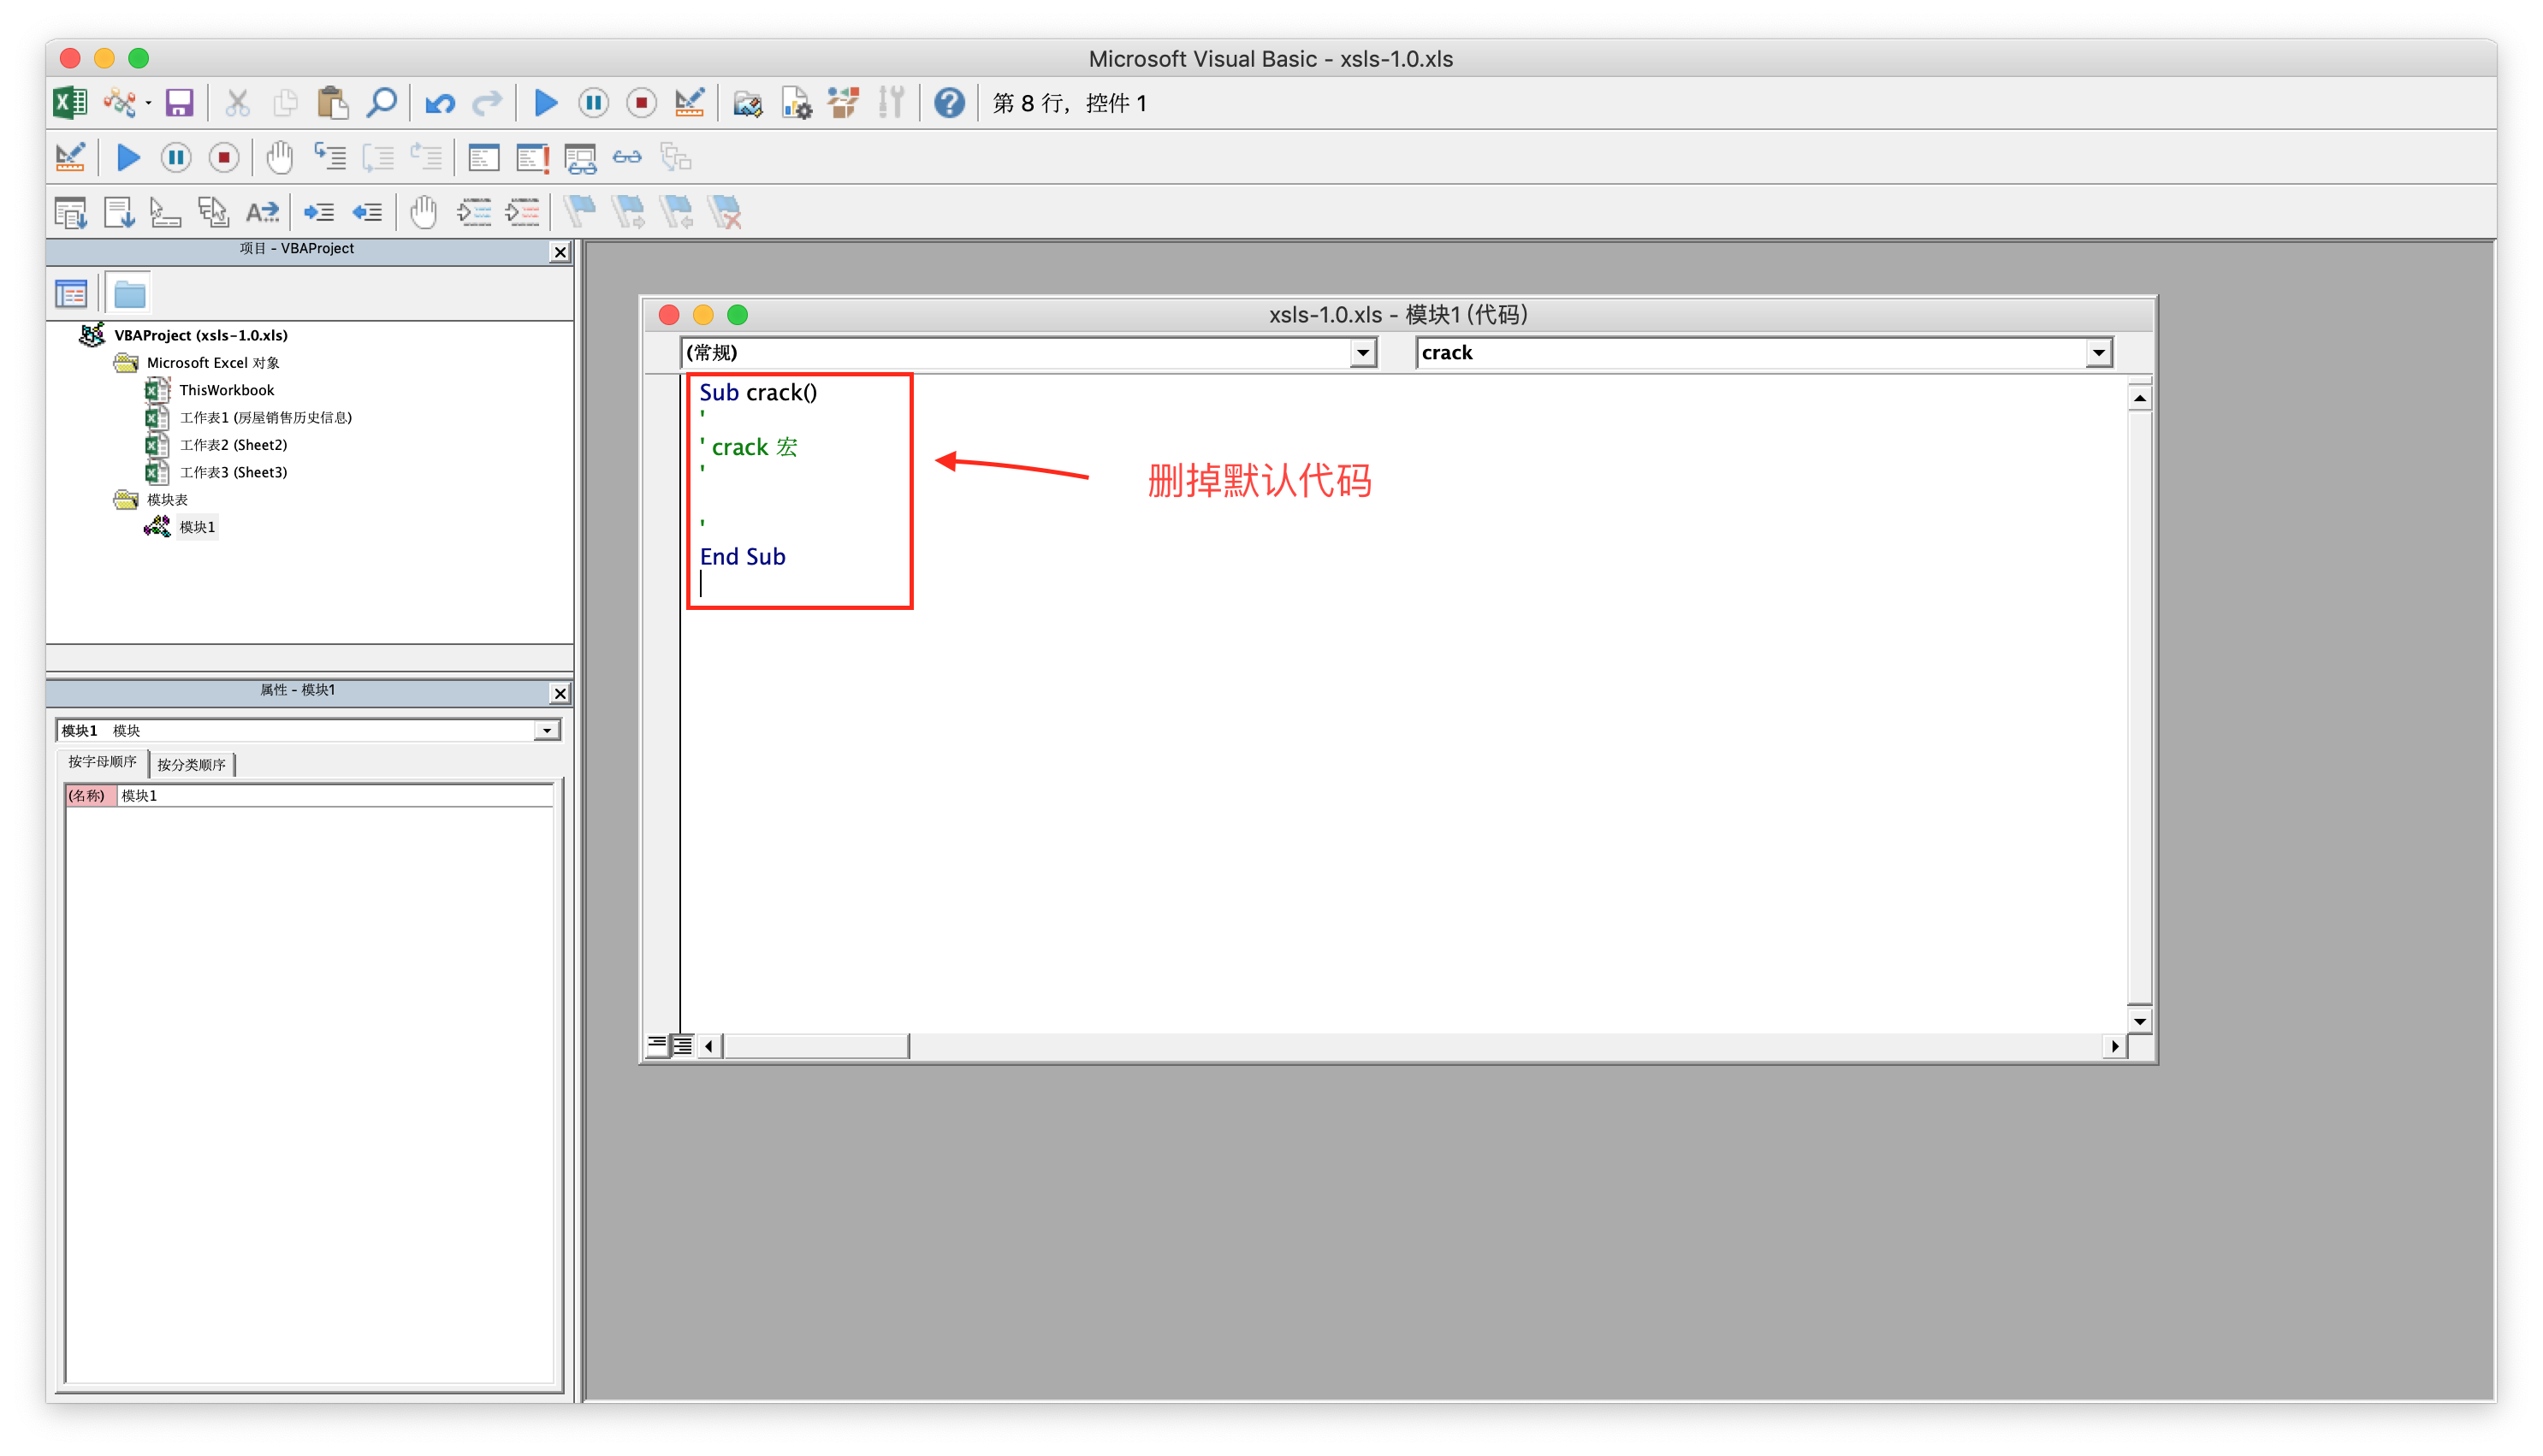 Microsoft Visual Basic - xsls-1.0.xls
第 8 行，控件 1
项目 - VBAProject
VBAProject (xsls-1.0.xls)
Microsoft Excel 对象
ThisWorkbook
工作表1 (房屋销售历史信息)
工作表2 (Sheet2)
工作表3 (Sheet3)
模块表
模块1
属性 - 模块1
模块1 模块
按字母顺序
按分类顺序
(名称) 模块1
xsls-1.0.xls - 模块1 (代码)
(常规)
crack
Sub crack()
'
' crack 宏
'
'
End Sub
删掉默认代码